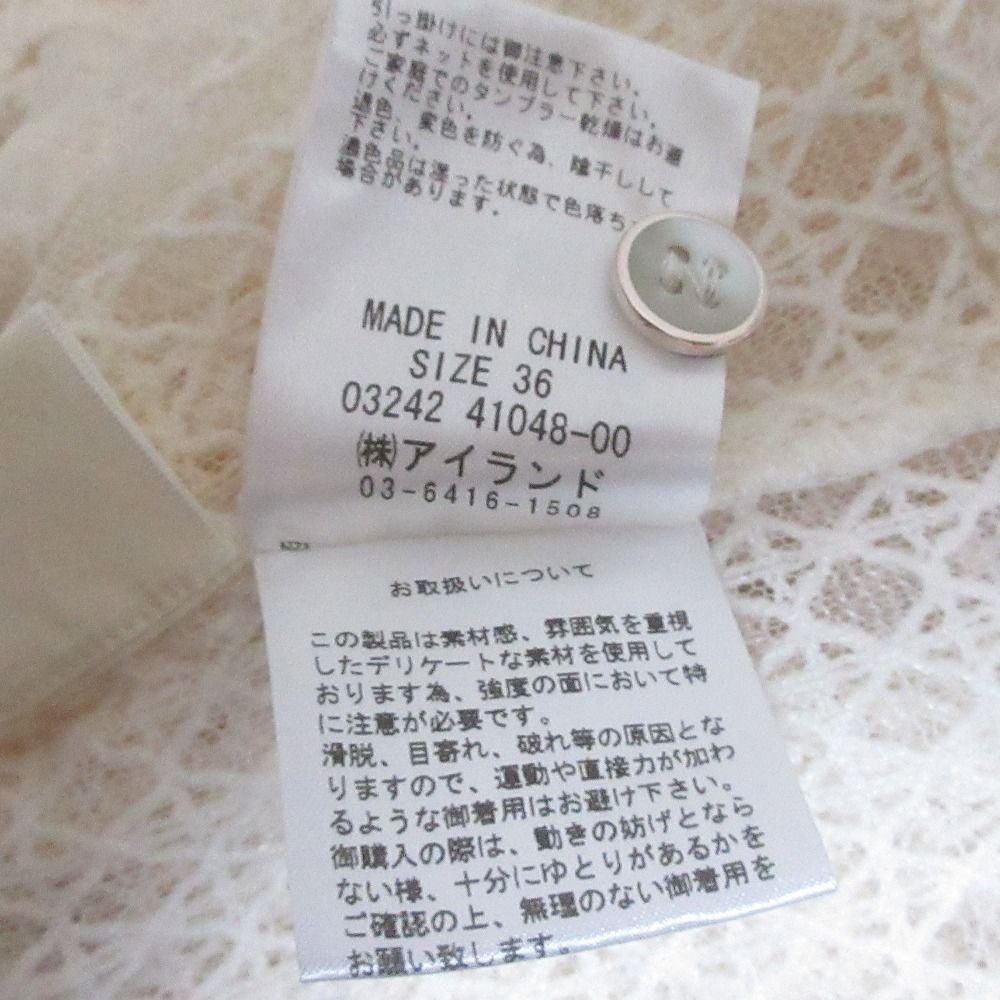 引っ掛けには御注意下さい。
必ずネットを使用して下さい。
ご家庭でのタンブラー乾燥はお避
けください。
退色、変色を防ぐ為、陰干しして
下さい。
濃色品は湿った状態で色落ち
場合があります。
MADE IN CHINA
SIZE 36
03242 41048-00
㈱アイランド
03-6416-1508
お取扱いについて
この製品は素材感、雰囲気を重視
したデリケートな素材を使用して
おります為、強度の面において特
に注意が必要です。
滑脱、目寄れ、破れ等の原因とな
りますので、運動や直接力が加わ
るような御着用はお避け下さい。
御購入の際は、動きの妨げとなら
ない様、十分にゆとりがあるかを
ご確認の上、無理のない御着用を
お願い致します。